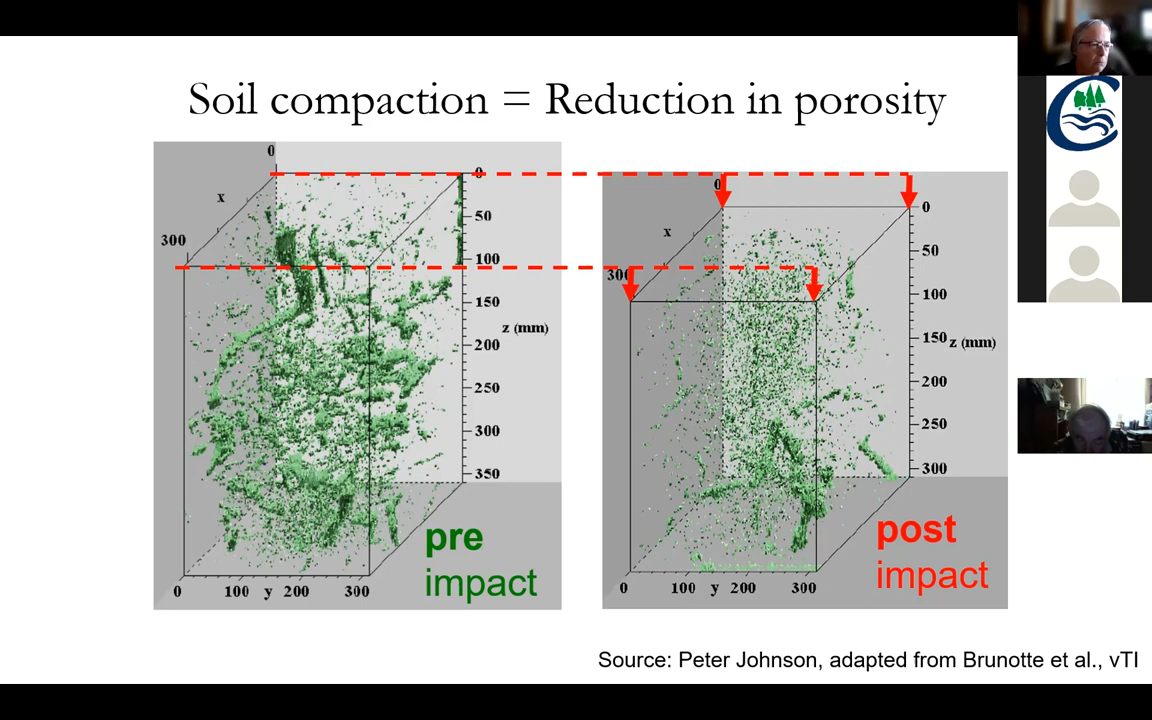 Soil compaction = Reduction in porosity
0
x
300
0
50
100
150
z (mm)
200
250
300
350
0 100 y 200 300
pre
impact
0
x
300
0
50
100
150 z (mm)
200
250
300
0 100 y 200 300
post
impact
Source: Peter Johnson, adapted from Brunotte et al., vTI